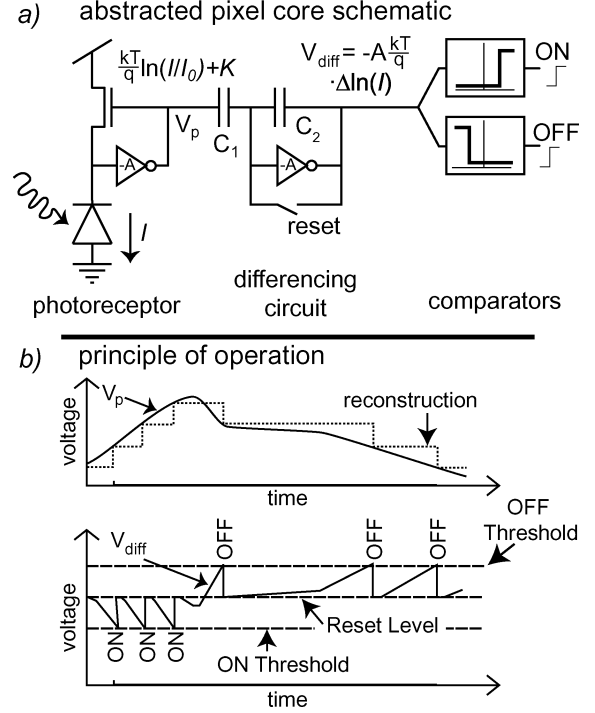 a) abstracted pixel core schematic
kT/q ln(I/I0)+K
Vdiff = -A kT/q
·Δln(I)
ON
OFF
Vp
C1
C2
-A
-A
I
reset
photoreceptor
differencing
circuit
comparators
b) principle of operation
Vp
reconstruction
voltage
time
OFF
Threshold
Vdiff
OFF
OFF
OFF
voltage
Reset Level
ON
ON
ON
ON Threshold
time